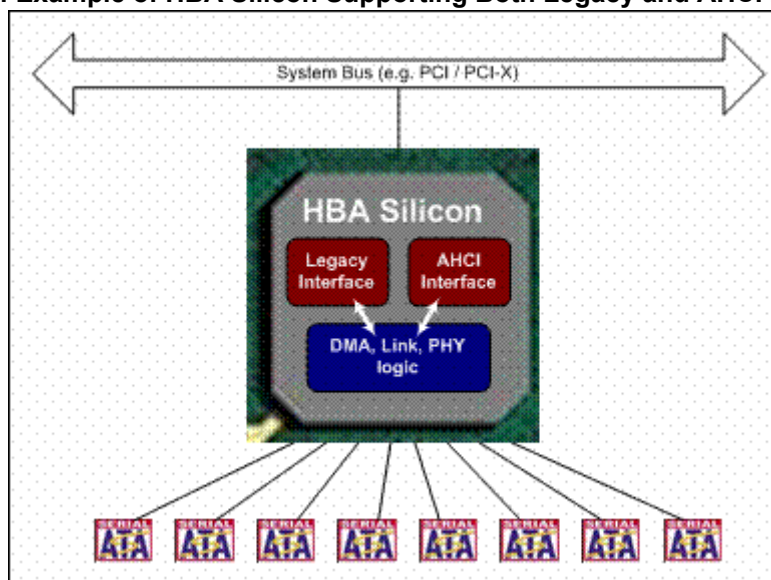 Example of HBA Silicon Supporting Both Legacy and AHCI
System Bus (e.g. PCI / PCI-X)
HBA Silicon
Legacy
Interface
AHCI
Interface
DMA, Link, PHY
logic
SERIAL
ATA
SERIAL
ATA
SERIAL
ATA
SERIAL
ATA
SERIAL
ATA
SERIAL
ATA
SERIAL
ATA
SERIAL
ATA